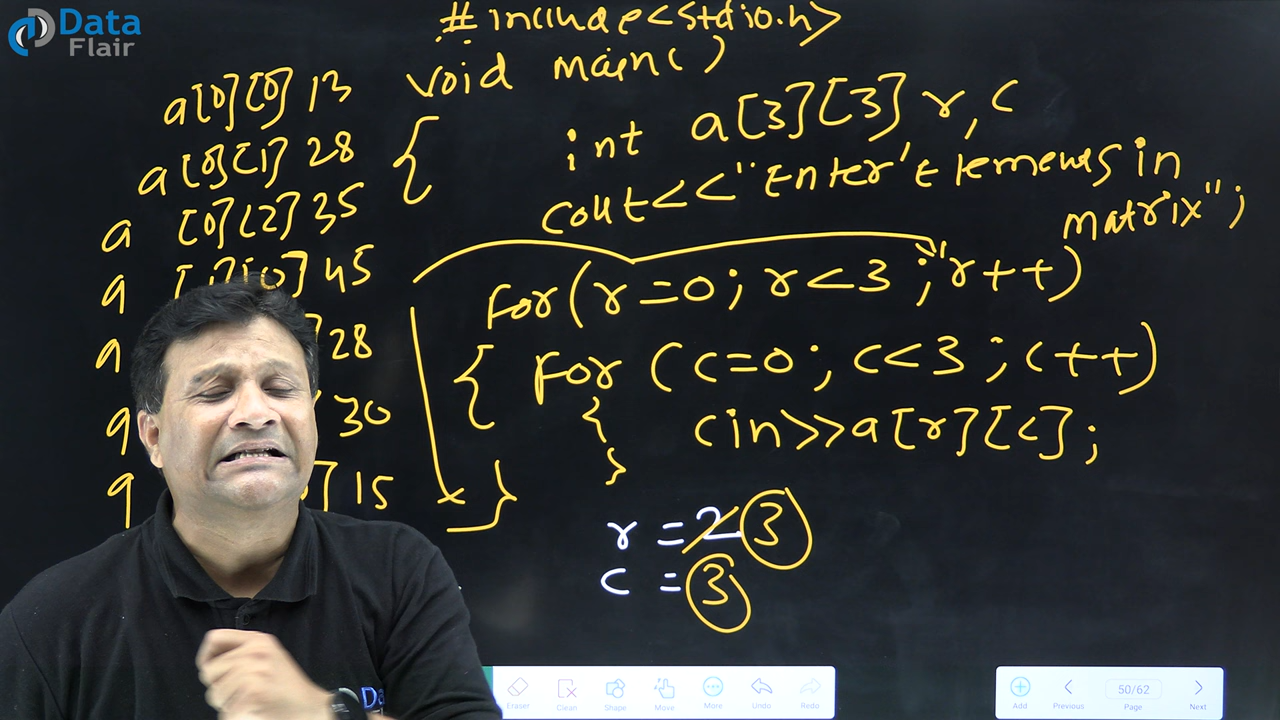 Data
Flair
#include<stdio.h>
void main()
{
int a[3][3] r, c
cout<<"Enter Elements in
matrix";
for(r=0; r<3; r++)
{ for (c=0; c<3; c++)
{ cin>>a[r][c];
}
}
r = 2 3
c = 3
a[0][0] 13
a[0][1] 28
a [0][2] 35
a [0] 45
a 28
a 30
a ] 15
Eraser
Clean
Shape
Move
More
Undo
Redo
Add
Previous
50/62
Page
Next